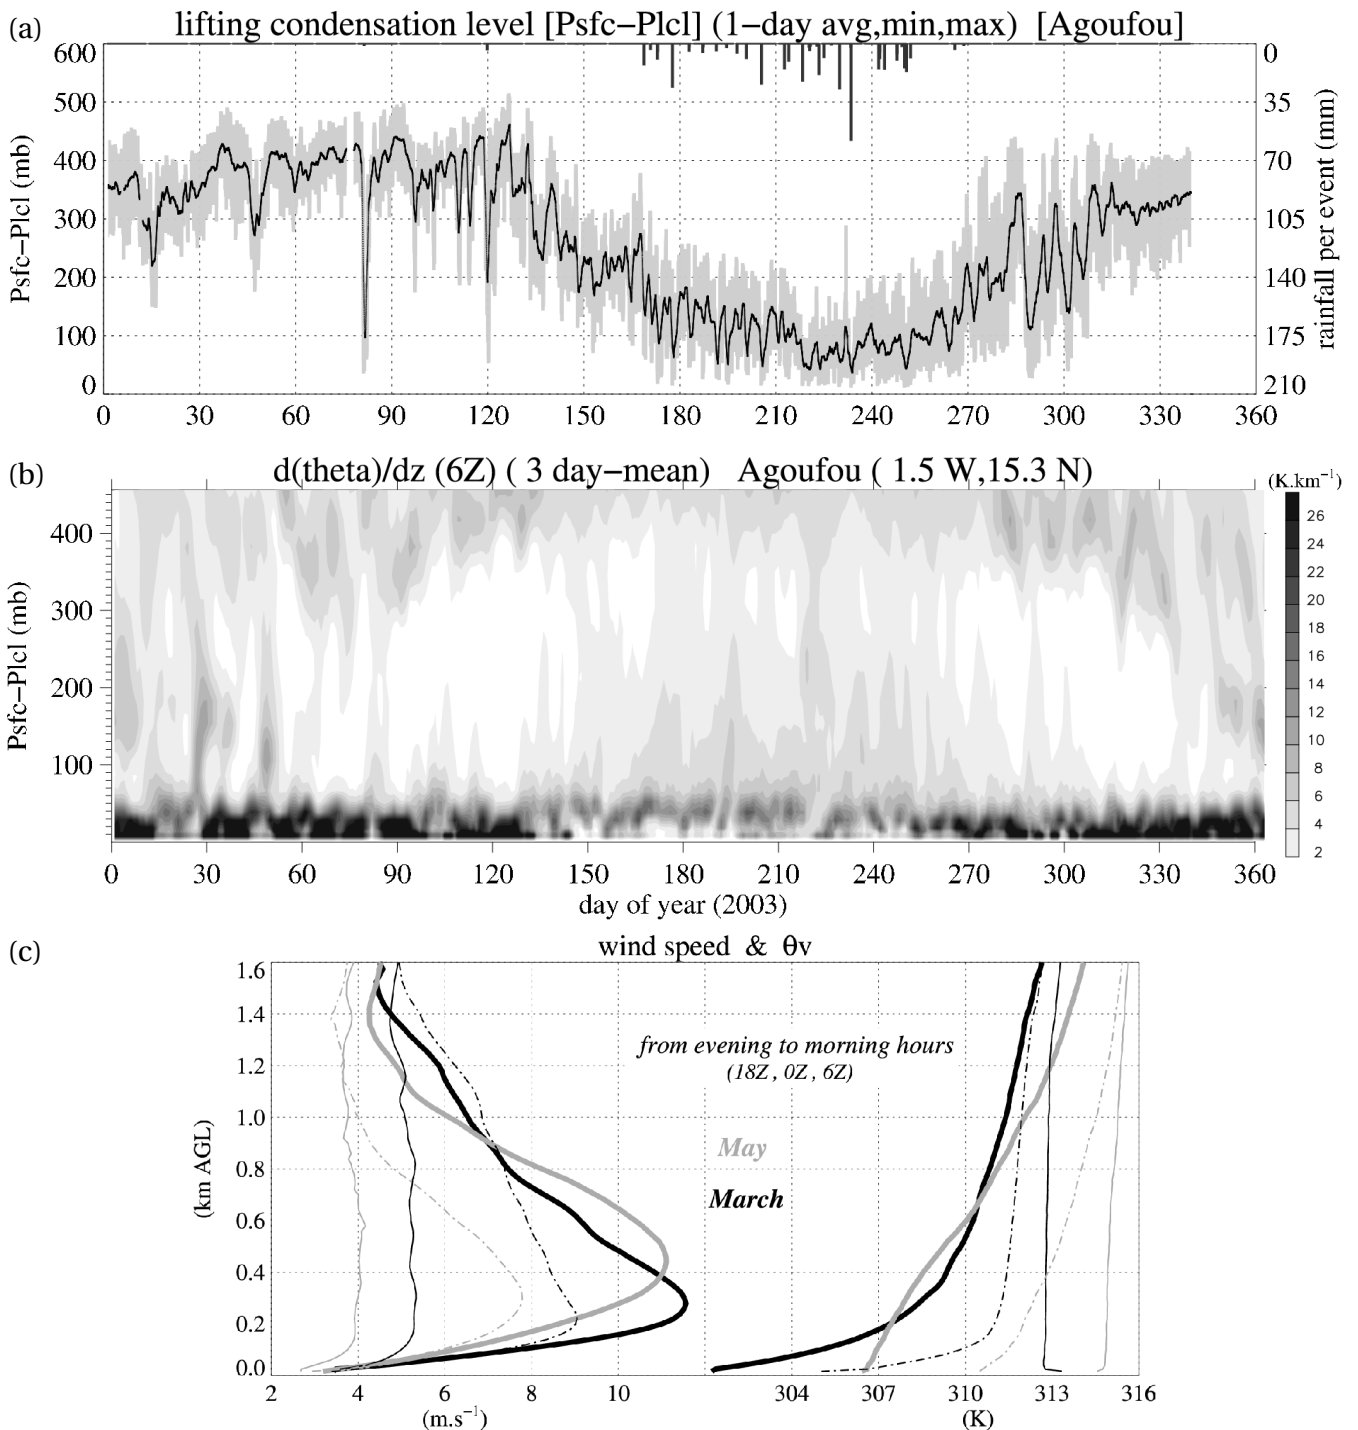 (a)
lifting condensation level [Psfc−Plcl] (1−day avg,min,max) [Agoufou]
600
500
400
300
200
100
0
Psfc−Plcl (mb)
0
35
70
105
140
175
210
rainfall per event (mm)
0 30 60 90 120 150 180 210 240 270 300 330 360
(b)
d(theta)/dz (6Z) ( 3 day−mean) Agoufou ( 1.5 W,15.3 N)
(K.km⁻¹)
400
300
200
100
Psfc−Plcl (mb)
26
24
22
20
18
16
14
12
10
8
6
4
2
0 30 60 90 120 150 180 210 240 270 300 330 360
day of year (2003)
(c)
wind speed & θv
1.6
1.4
1.2
1.0
0.8
0.6
0.4
0.2
0.0
(km AGL)
from evening to morning hours
(18Z , 0Z , 6Z)
May
March
2 4 6 8 10 304 307 310 313 316
(m.s⁻¹) (K)